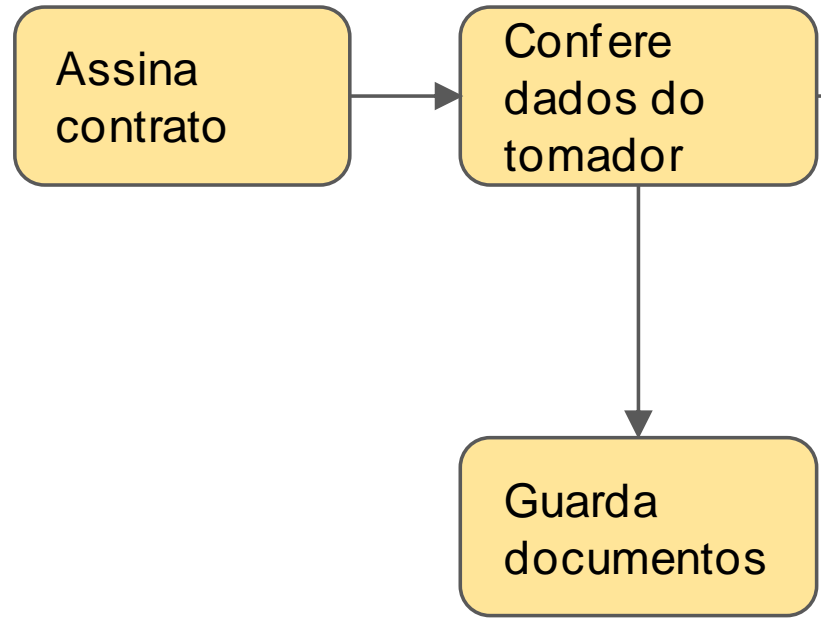 Assina
contrato
Confere
dados do
tomador
Guarda
documentos